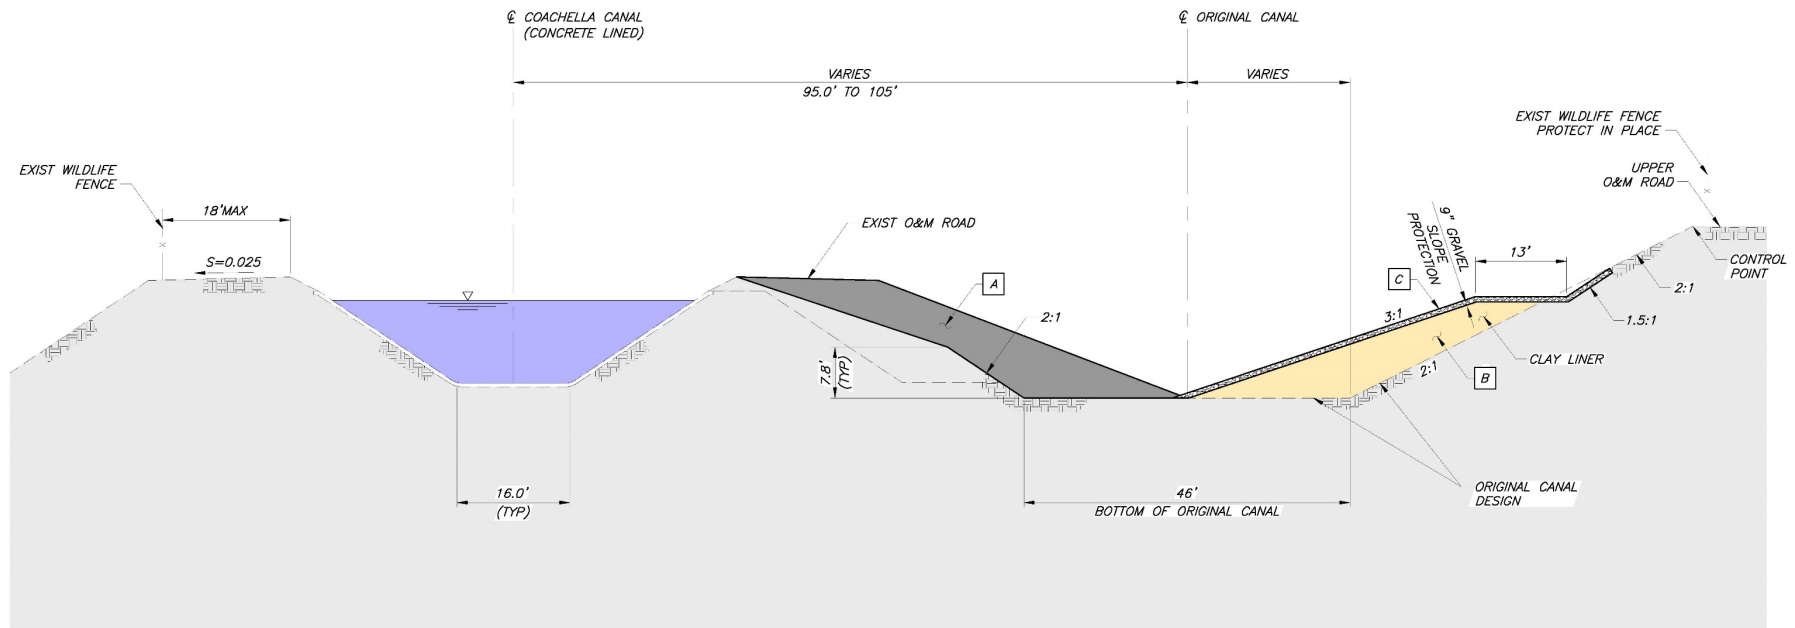 ℄ COACHELLA CANAL
(CONCRETE LINED)
℄ ORIGINAL CANAL
VARIES
95.0' TO 105'
VARIES
EXIST WILDLIFE FENCE
PROTECT IN PLACE
EXIST WILDLIFE
FENCE
UPPER
O&M ROAD
18'MAX
EXIST O&M ROAD
9" GRAVEL
SLOPE
PROTECTION
13'
S=0.025
CONTROL
POINT
A
C
2:1
2:1
3:1
1.5:1
CLAY LINER
7.8'
(TYP)
2:1
B
16.0'
(TYP)
46'
BOTTOM OF ORIGINAL CANAL
ORIGINAL CANAL
DESIGN